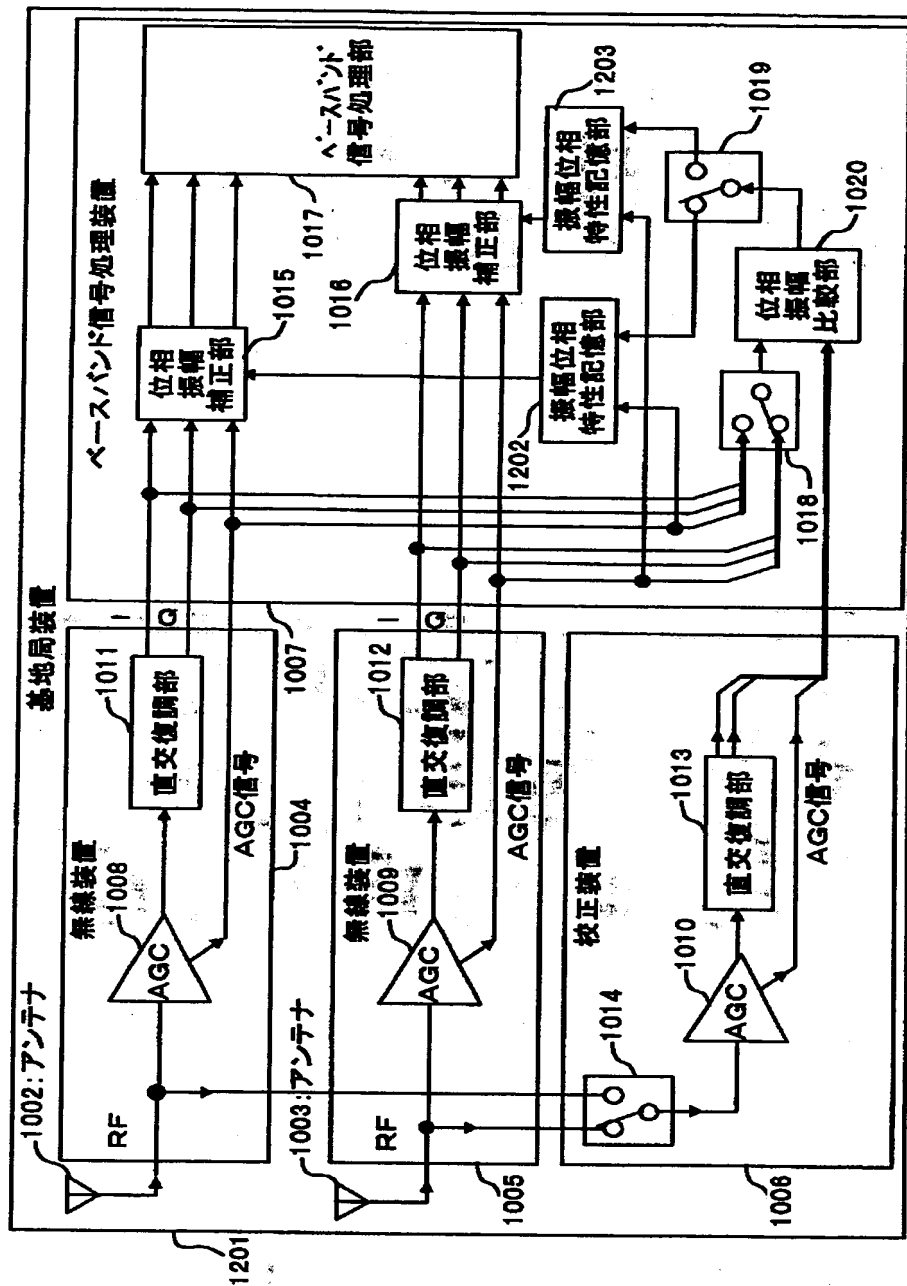 基地局装置
1201
1002:アンテナ
RF
無線装置
1008
AGC
1011
直交復調部
I
Q
AGC信号
1004
1003:アンテナ
1005
無線装置
1009
AGC
1012
直交復調部
I
Q
AGC信号
校正装置
1006
1014
1010
AGC
1013
直交復調部
AGC信号
ベースバンド信号処理装置
1007
1015
位相
振幅
補正部
1016
位相
振幅
補正部
1017
ベースバンド
信号処理部
1202
振幅位相
特性記憶部
1203
振幅位相
特性記憶部
1018
1019
1020
位相
振幅
比較部